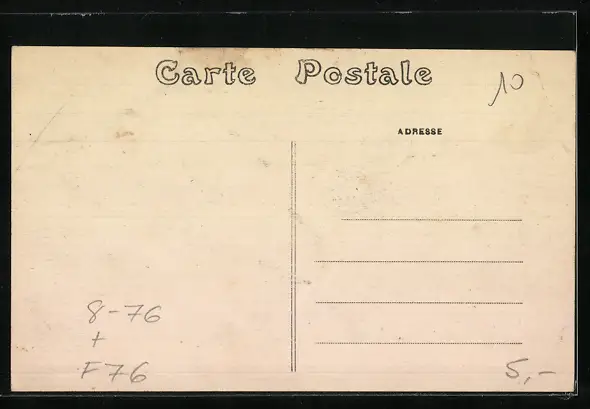 Carte Postale
10
ADRESSE
8-76
+
F76
5,-